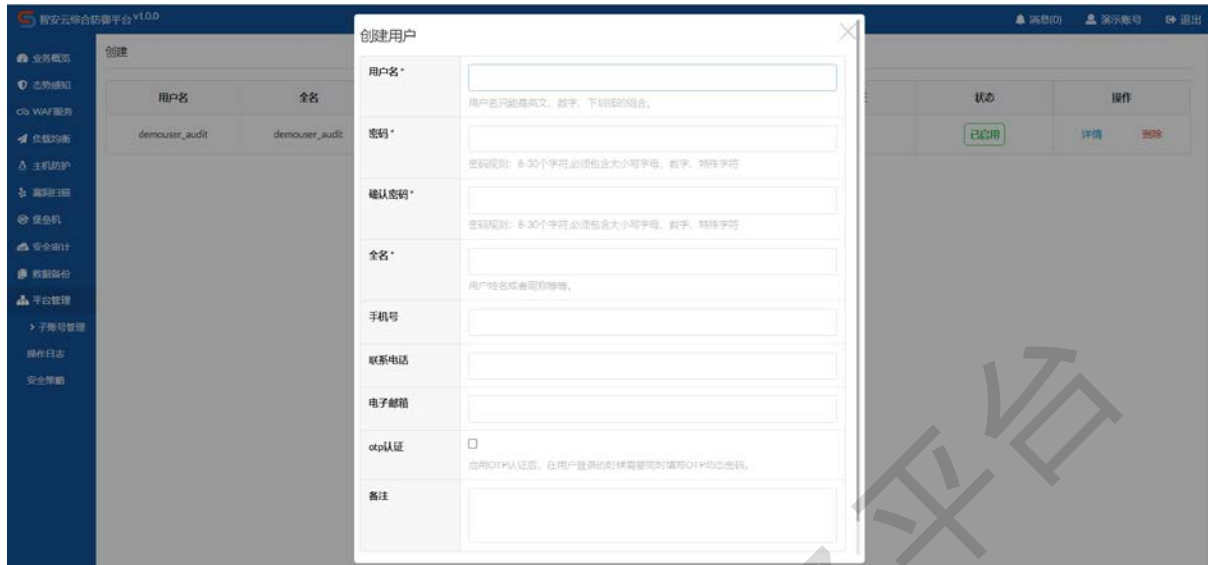 智安云综合防御平台 V1.0.0
消息(0) 演示账号 退出
业务概览
态势感知
WAF服务
负载均衡
主机防护
漏洞扫描
堡垒机
安全审计
数据备份
平台管理
子账号管理
操作日志
安全策略
创建
用户名 全名 状态 操作
demouser_audit demouser_audit 已启用 详情 删除
创建用户
用户名 *
用户名只能是英文、数字、下划线的组合。
密码 *
密码规则：8-30个字符,必须包含大小写字母、数字、特殊字符
确认密码 *
密码规则：8-30个字符,必须包含大小写字母、数字、特殊字符
全名 *
用户姓名或者昵称等等。
手机号
联系电话
电子邮箱
otp认证
启用OTP认证后，在用户登录的时候需要同时填写OTP动态密码。
备注
平台